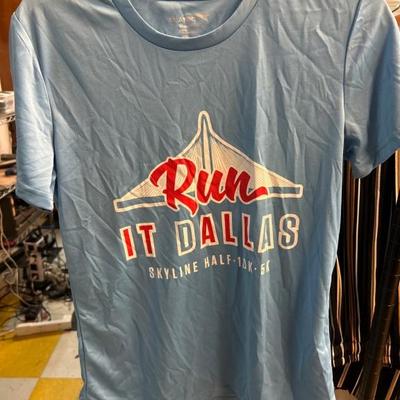 Run
IT DALLAS
SKYLINE HALF · 10K · 5K